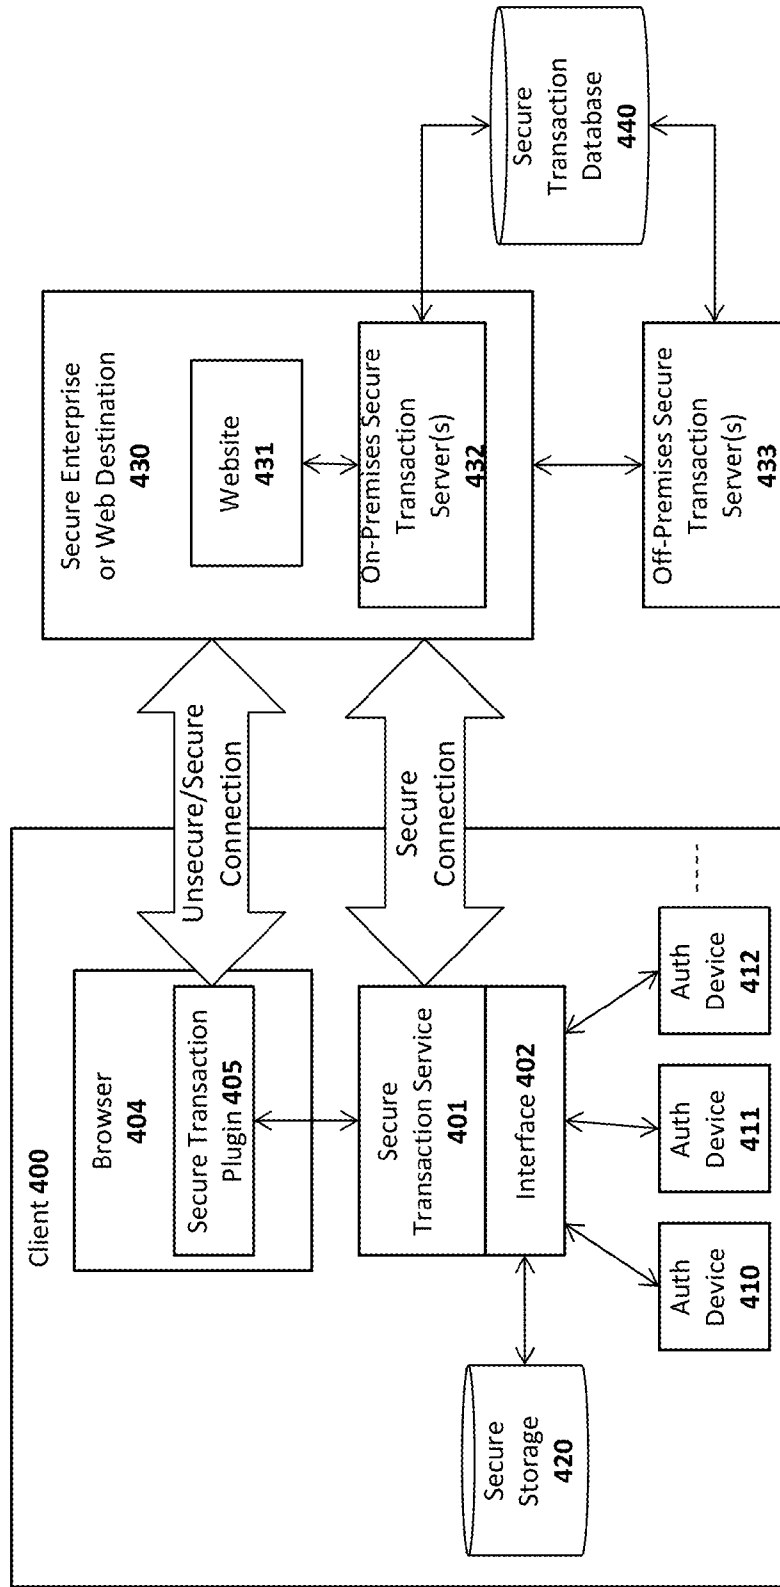 Client 400
Browser
404
Secure Transaction
Plugin 405
Secure
Transaction Service
401
Interface 402
Secure
Storage
420
Auth
Device
410
Auth
Device
411
Auth
Device
412
Unsecure/Secure
Connection
Secure
Connection
Secure Enterprise
or Web Destination
430
Website
431
On-Premises Secure
Transaction
Server(s)
432
Off-Premises Secure
Transaction
Server(s)
433
Secure
Transaction
Database
440